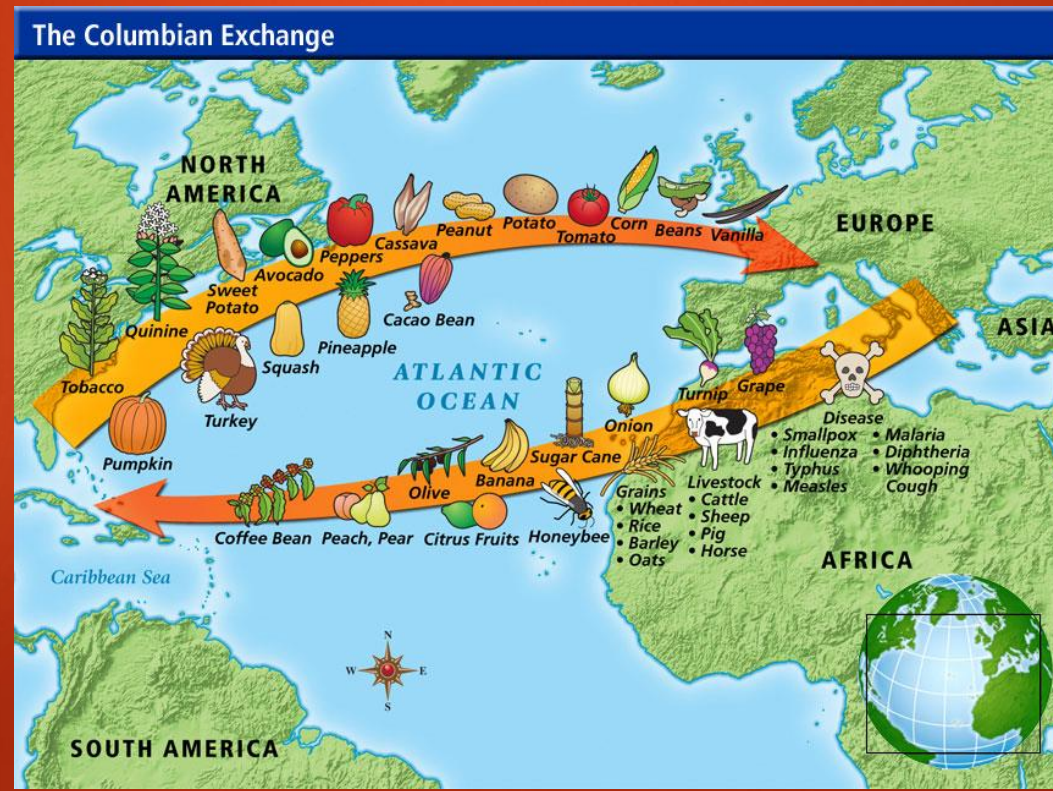 The Columbian Exchange
NORTH
AMERICA
EUROPE
ASIA
Tobacco
Quinine
Sweet
Potato
Avocado
Peppers
Cassava
Peanut
Potato
Tomato
Corn
Beans
Vanilla
Pumpkin
Turkey
Squash
Pineapple
Cacao Bean
ATLANTIC
OCEAN
Coffee Bean
Peach, Pear
Olive
Citrus Fruits
Banana
Sugar Cane
Honeybee
Onion
Grains
• Wheat
• Rice
• Barley
• Oats
Turnip
Livestock
• Cattle
• Sheep
• Pig
• Horse
Grape
Disease
• Smallpox
• Influenza
• Typhus
• Measles
• Malaria
• Diphtheria
• Whooping
Cough
AFRICA
Caribbean Sea
SOUTH AMERICA
N
W
E
S